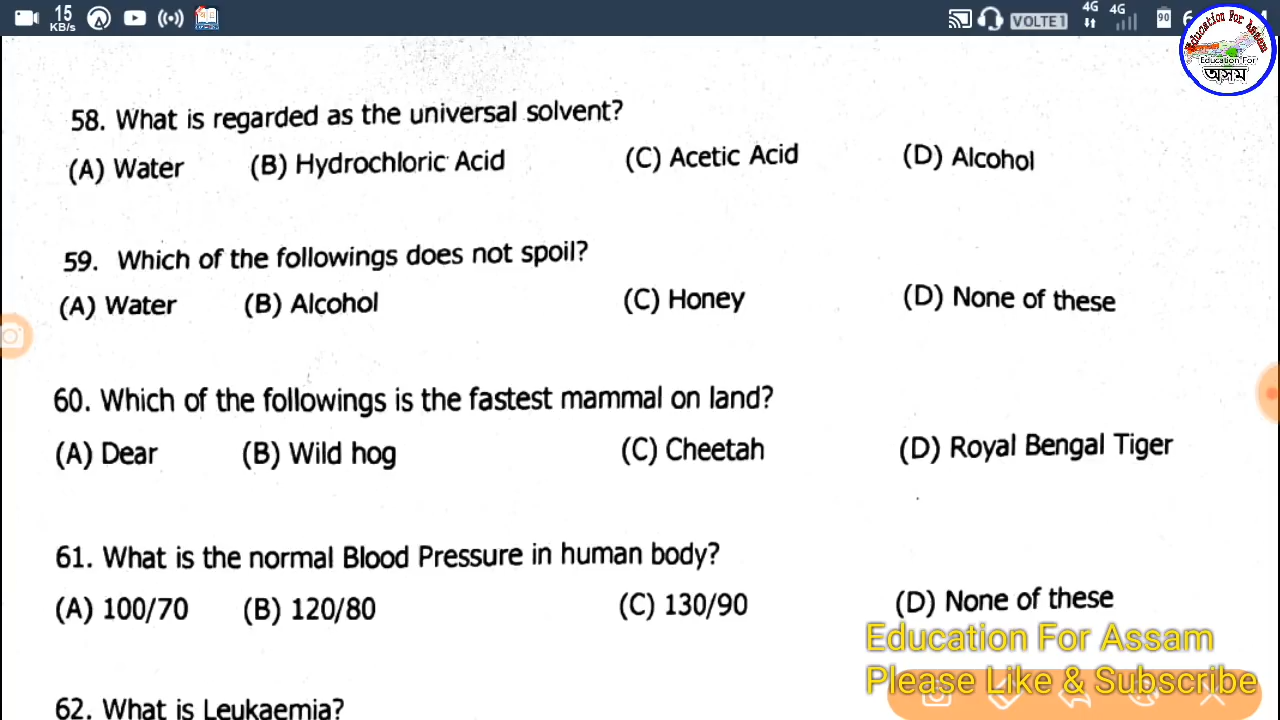 15
KB/s
VOLTE 1
4G 4G
90
6
Education For Assam
Education For
অসম
58. What is regarded as the universal solvent?
(A) Water (B) Hydrochloric Acid (C) Acetic Acid (D) Alcohol
59. Which of the followings does not spoil?
(A) Water (B) Alcohol (C) Honey (D) None of these
60. Which of the followings is the fastest mammal on land?
(A) Dear (B) Wild hog (C) Cheetah (D) Royal Bengal Tiger
61. What is the normal Blood Pressure in human body?
(A) 100/70 (B) 120/80 (C) 130/90 (D) None of these
Education For Assam
Please Like & Subscribe
62. What is Leukaemia?